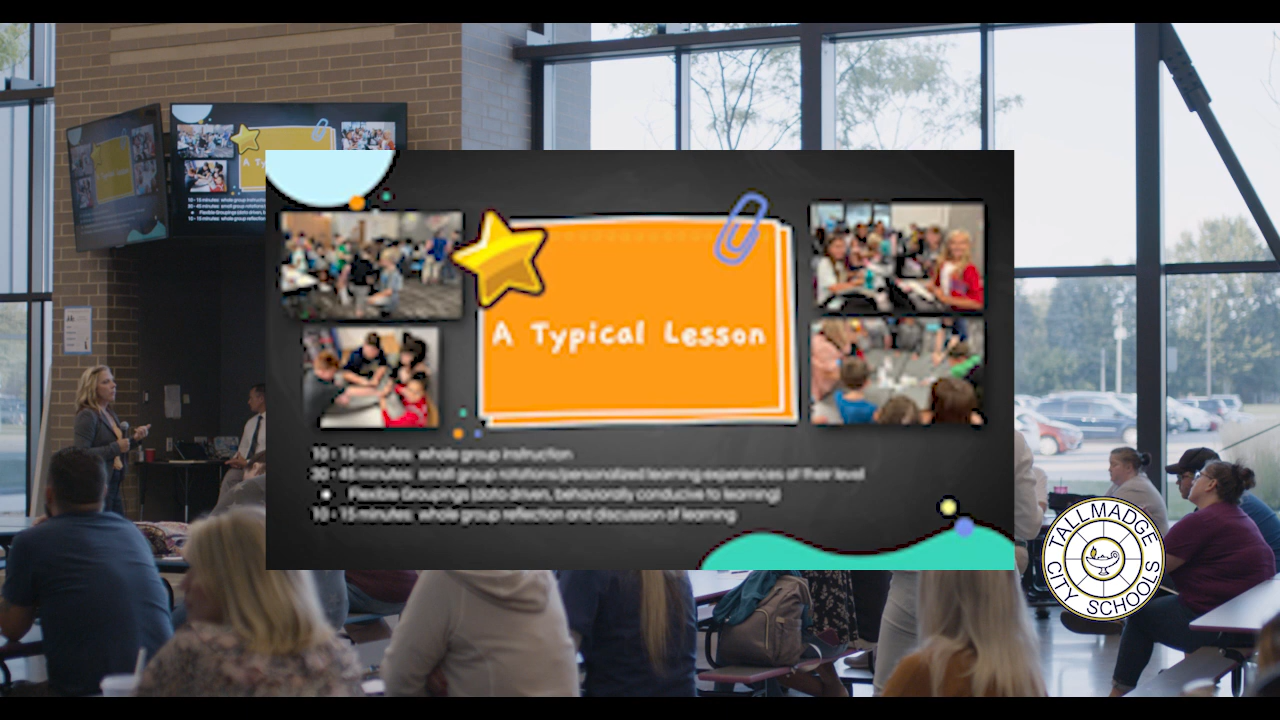 A Typical Lesson
10 - 15 minutes: whole group instruction
30 - 45 minutes: small group rotations/personalized learning experiences at their level
Flexible Groupings (data driven, behaviorally conducive to learning)
10 - 15 minutes: whole group reflection and discussion of learning
TALLMADGE
CITY SCHOOLS